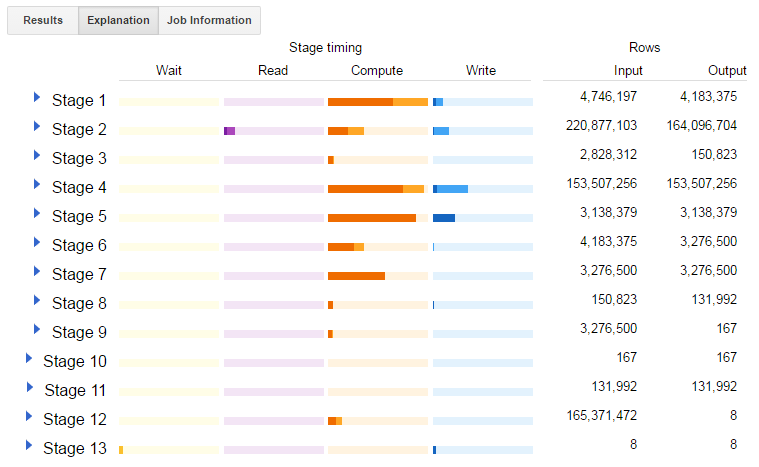 Results Explanation Job Information
Stage timing Rows
Wait Read Compute Write Input Output
Stage 1 4,746,197 4,183,375
Stage 2 220,877,103 164,096,704
Stage 3 2,828,312 150,823
Stage 4 153,507,256 153,507,256
Stage 5 3,138,379 3,138,379
Stage 6 4,183,375 3,276,500
Stage 7 3,276,500 3,276,500
Stage 8 150,823 131,992
Stage 9 3,276,500 167
Stage 10 167 167
Stage 11 131,992 131,992
Stage 12 165,371,472 8
Stage 13 8 8